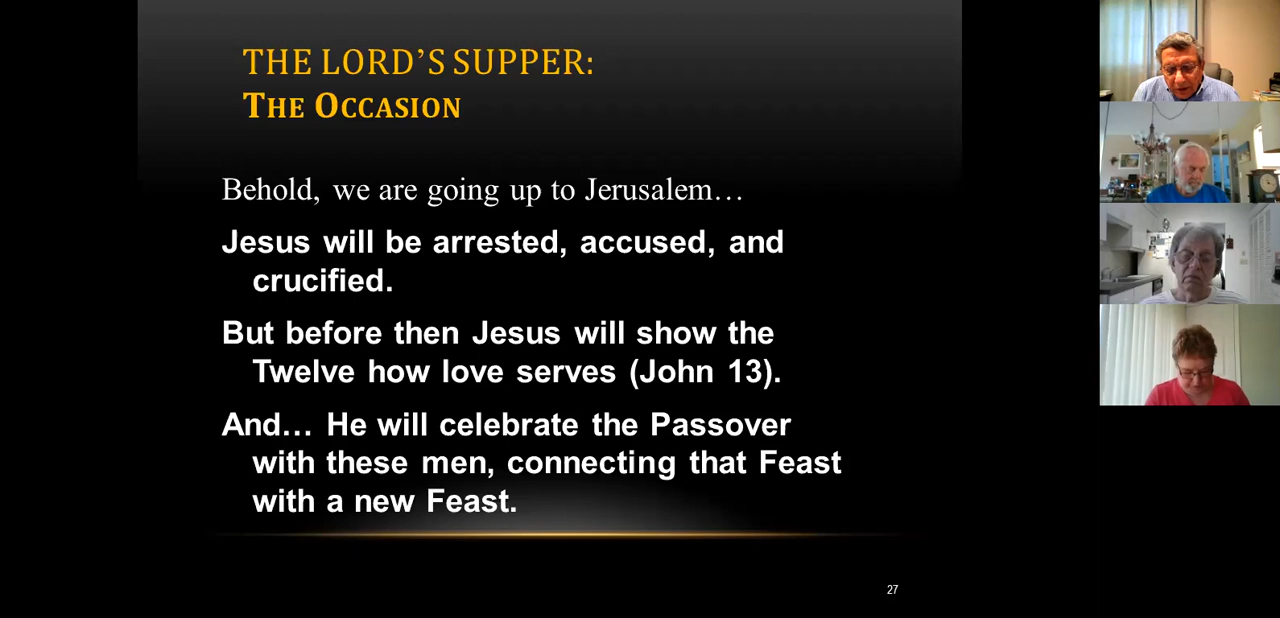 THE LORD’S SUPPER:
THE OCCASION
Behold, we are going up to Jerusalem…
Jesus will be arrested, accused, and
crucified.
But before then Jesus will show the
Twelve how love serves (John 13).
And… He will celebrate the Passover
with these men, connecting that Feast
with a new Feast.
27